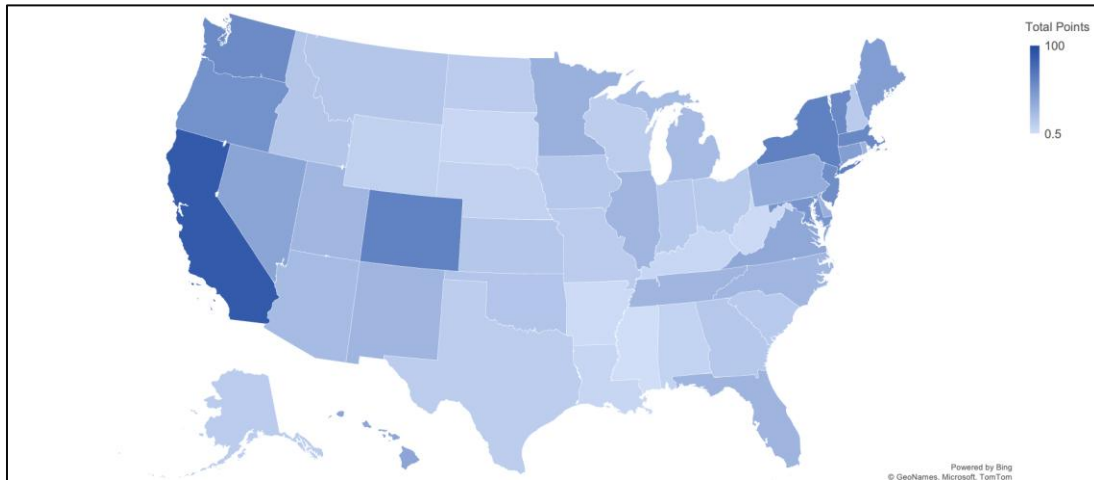 Total Points
100
0.5
Powered by Bing
© GeoNames, Microsoft, TomTom